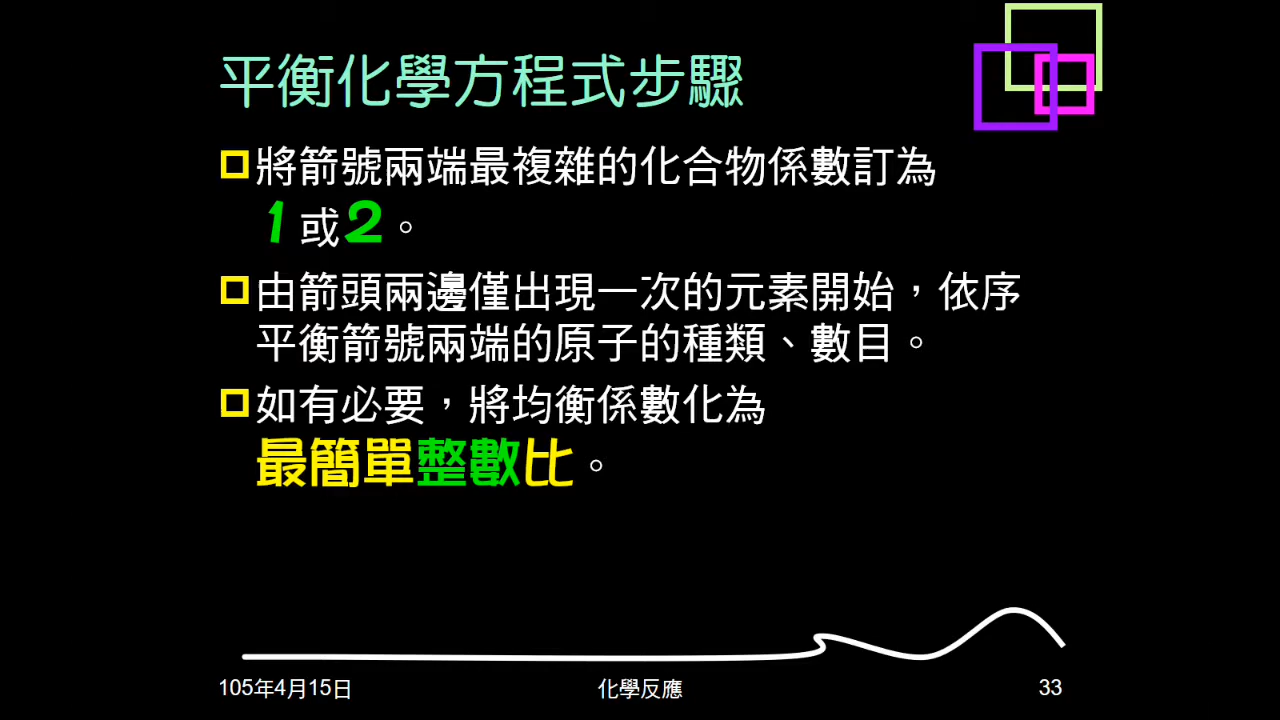 平衡化學方程式步驟
將箭號兩端最複雜的化合物係數訂為
1或2。
由箭頭兩邊僅出現一次的元素開始，依序
平衡箭號兩端的原子的種類、數目。
如有必要，將均衡係數化為
最簡單整數比。
105年4月15日
化學反應
33